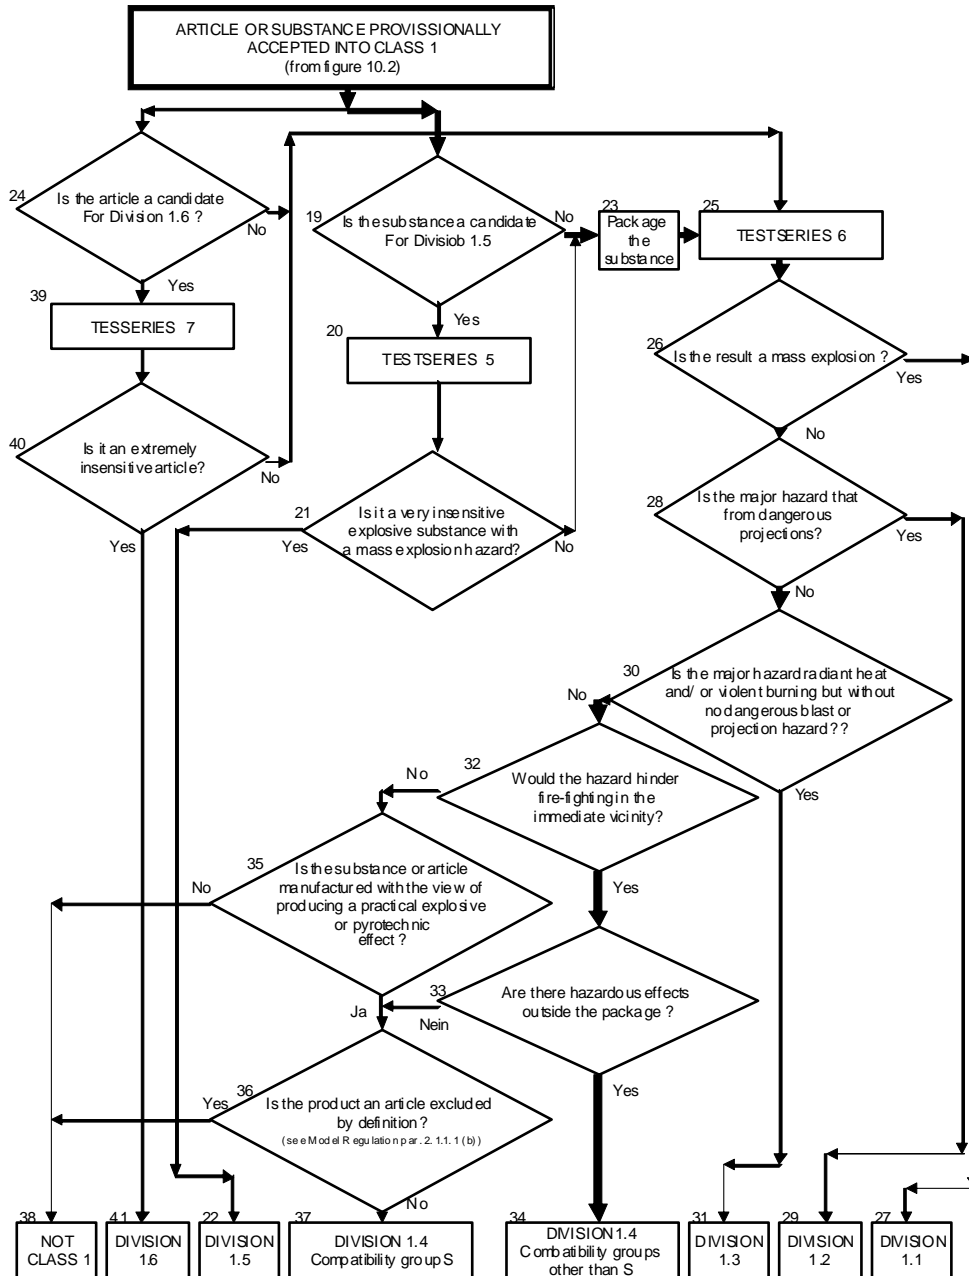 ARTICLE OR SUBSTANCE PROVISSIONALLY
ACCEPTED INTO CLASS 1
(from figure 10.2)
24
Is the article a candidate
For Division 1.6 ?
No
Yes
19
Is the substance a candidate
For Divisiob 1.5
No
Yes
23
Package
the
substance
25
TESTSERIES 6
39
TESSERIES 7
20
TESTSERIES 5
26
Is the result a mass explosion ?
Yes
No
40
Is it an extremely
insensitive article?
No
Yes
21
Is it a very insensitive
explosive substance with
a mass explosion hazard?
Yes
No
28
Is the major hazard that
from dangerous
projections?
Yes
No
30
Is the major hazard radiant heat
and/ or violent burning but without
no dangerous blast or
projection hazard??
No
Yes
32
Would the hazard hinder
fire-fighting in the
immediate vicinity?
No
Yes
35
Is the substance or article
manufactured with the view of
producing a practical explosive
or pyrotechnic
effect ?
No
Ja
33
Are there hazardous effects
outside the package ?
Nein
Yes
36
Is the product an article excluded
by definition ?
(see Model Regulation par. 2.1.1.1 (b))
Yes
No
38
NOT
CLASS 1
41
DIVISION
1.6
22
DIVISION
1.5
37
DIVISION 1.4
Compatibility group S
34
DIVISION 1.4
Combatibility groups
other than S
31
DIVISION
1.3
29
DIVISION
1.2
27
DIVISION
1.1